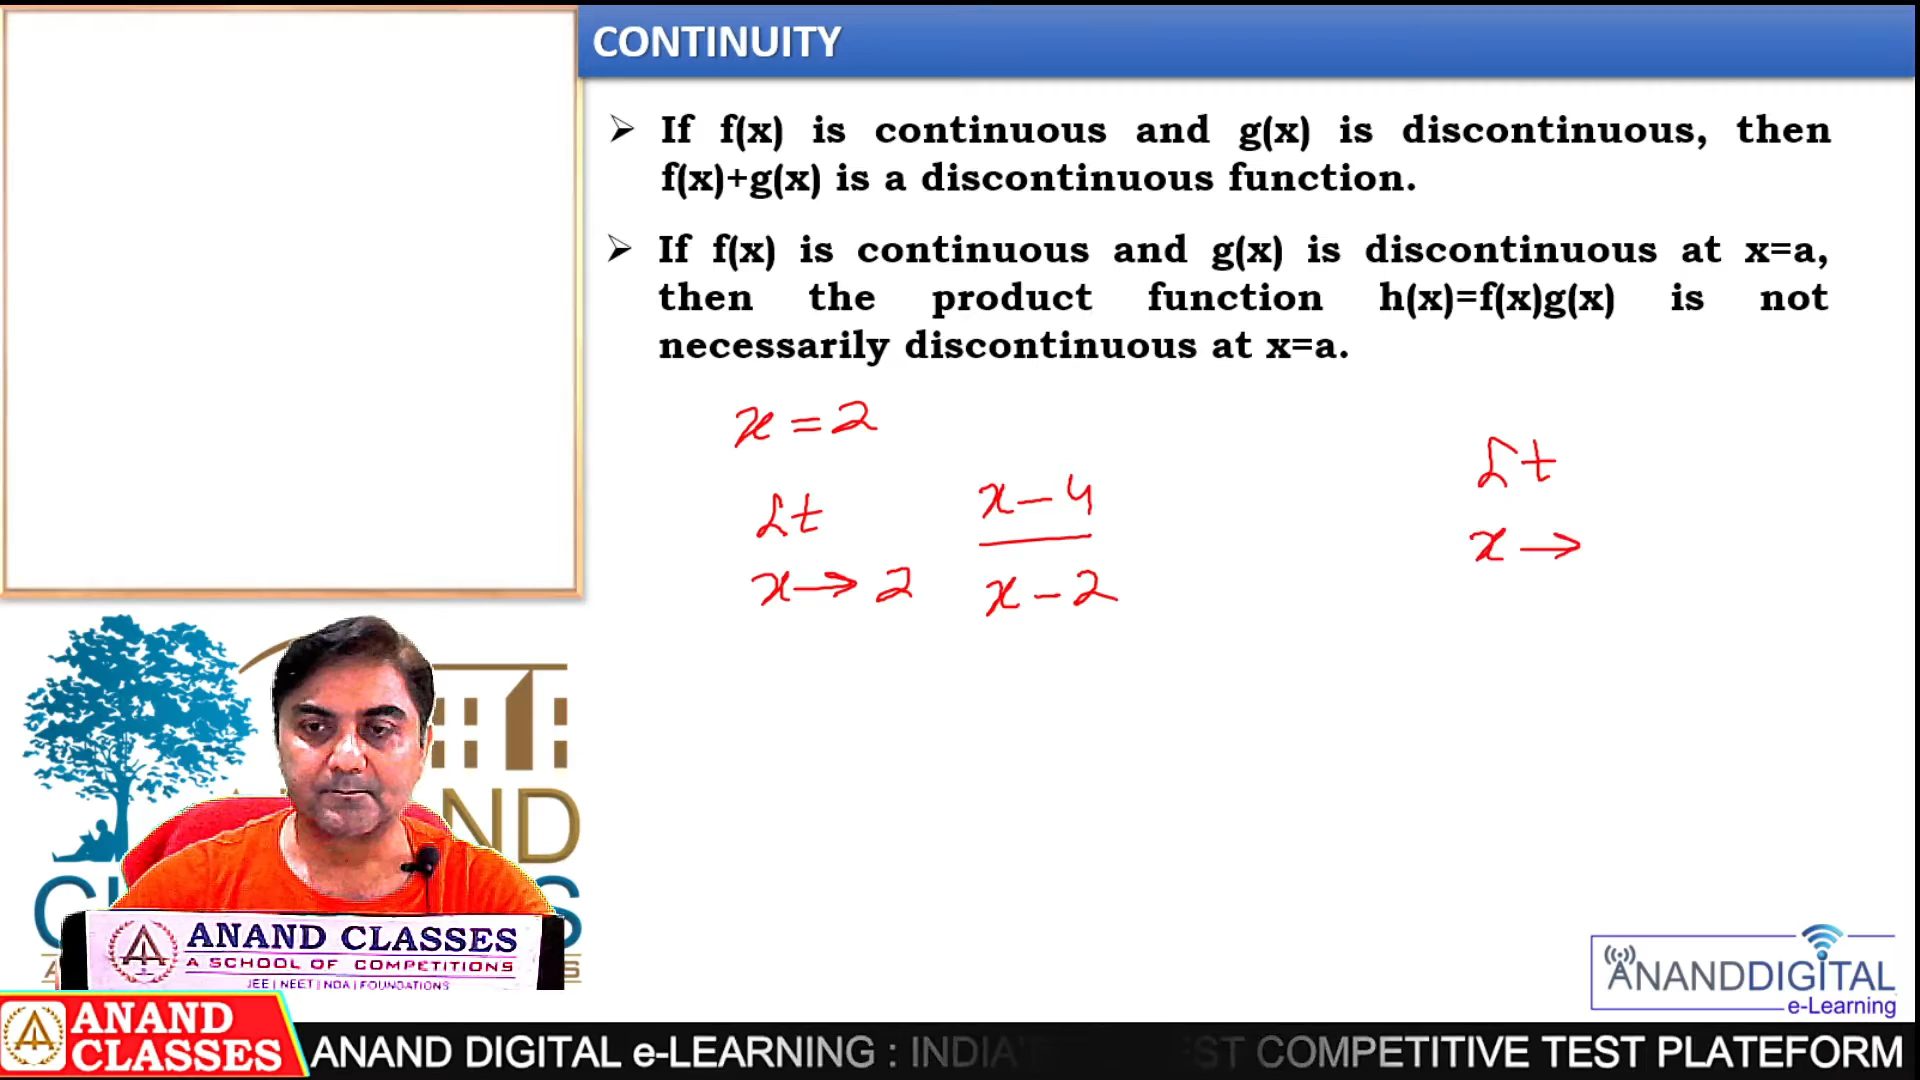 CONTINUITY
➢ If f(x) is continuous and g(x) is discontinuous, then
f(x)+g(x) is a discontinuous function.
➢ If f(x) is continuous and g(x) is discontinuous at x=a,
then the product function h(x)=f(x)g(x) is not
necessarily discontinuous at x=a.
x = 2
Lt
x → 2
x - 4
x - 2
Lt
x →
ND
ANAND CLASSES
A SCHOOL OF COMPETITIONS
JEE | NEET | NDA | FOUNDATIONS
ANANDDIGITAL
e-Learning
ANAND
CLASSES
ANAND DIGITAL e-LEARNING : INDIA'S ST COMPETITIVE TEST PLATEFORM